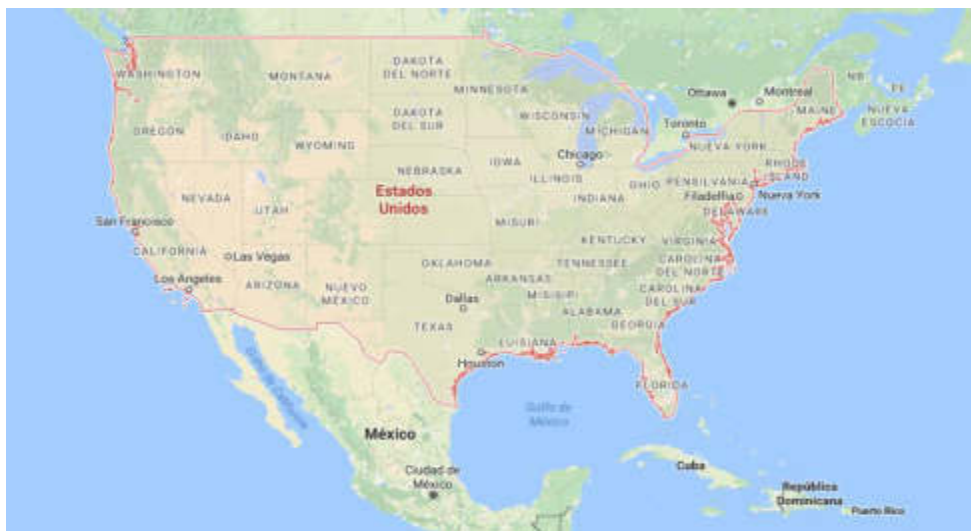 WASHINGTON
MONTANA
DAKOTA
DEL NORTE
MINNESOTA
Ottawa
Montreal
NB
PE
MAINE
NUEVA
ESCOCIA
OREGÓN
IDAHO
WYOMING
DAKOTA
DEL SUR
WISCONSIN
MICHIGAN
Toronto
NUEVA YORK
RHODE
ISLAND
NEBRASKA
IOWA
Chicago
ILLINOIS
INDIANA
OHIO
PENSILVANIA
Nueva York
Filadelfia
DELAWARE
NEVADA
UTAH
Estados
Unidos
MISURI
KENTUCKY
VIRGINIA
San Francisco
CALIFORNIA
Las Vegas
Los Ángeles
ARIZONA
NUEVO
MÉXICO
OKLAHOMA
ARKANSAS
TENNESSEE
CAROLINA
DEL NORTE
CAROLINA
DEL SUR
Dallas
MISISIPI
ALABAMA
GEORGIA
TEXAS
LUISIANA
Houston
FLORIDA
Golfo de California
Golfo de
México
México
Ciudad de
México
Cuba
República
Dominicana
Puerto Rico